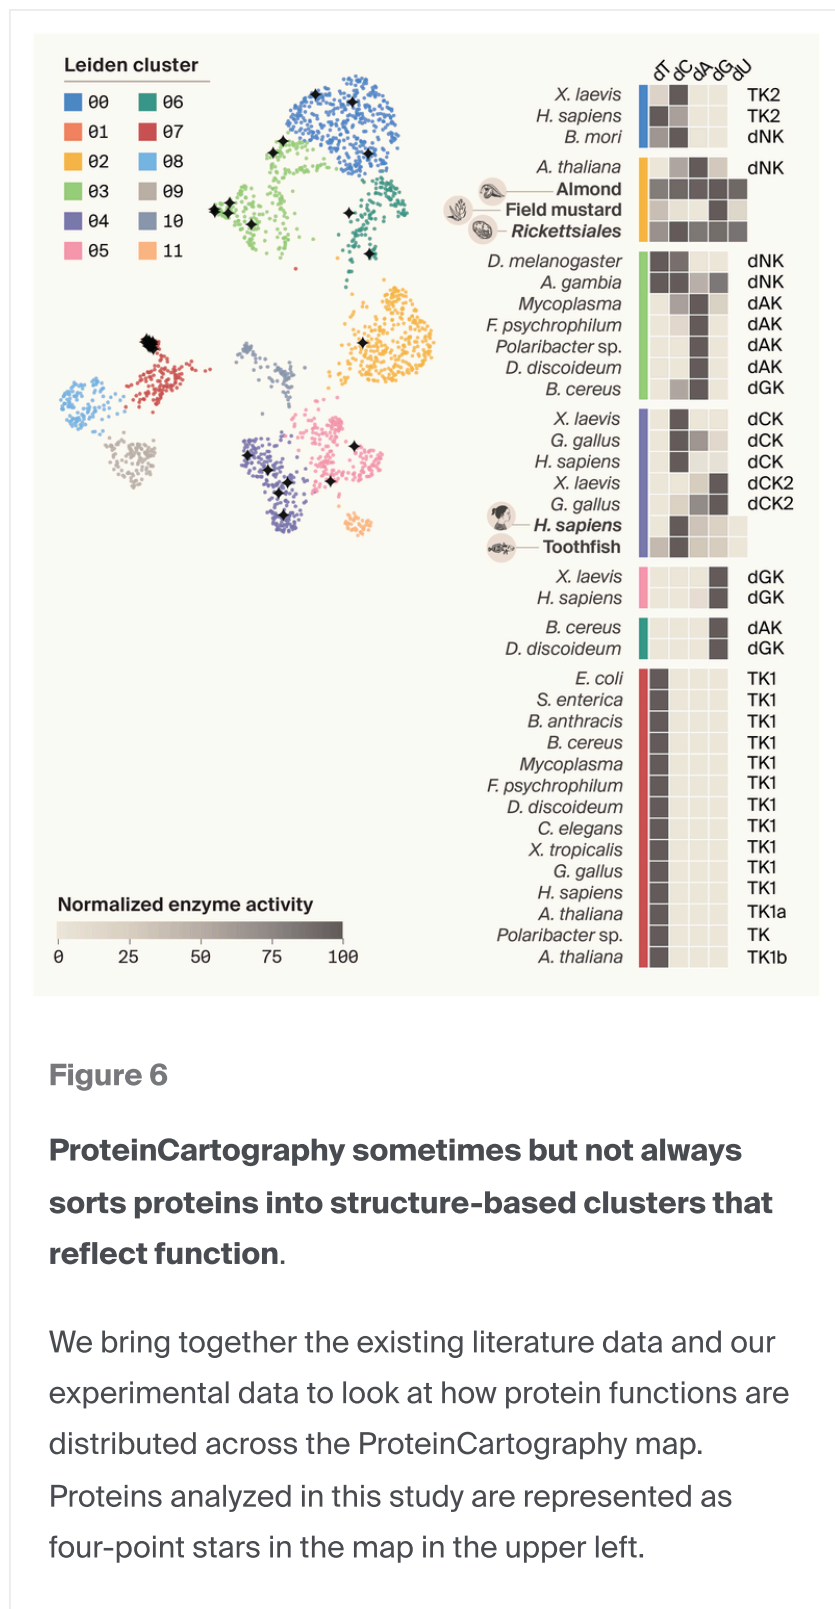 Leiden cluster
00 06
01 07
02 08
03 09
04 10
05 11
dT dC dA dG dU
X. laevis TK2
H. sapiens TK2
B. mori dNK
A. thaliana dNK
Almond
Field mustard
Rickettsiales
D. melanogaster dNK
A. gambia dNK
Mycoplasma dAK
F. psychrophilum dAK
Polaribacter sp. dAK
D. discoideum dAK
B. cereus dGK
X. laevis dCK
G. gallus dCK
H. sapiens dCK
X. laevis dCK2
G. gallus dCK2
H. sapiens
Toothfish
X. laevis dGK
H. sapiens dGK
B. cereus dAK
D. discoideum dGK
E. coli TK1
S. enterica TK1
B. anthracis TK1
B. cereus TK1
Mycoplasma TK1
F. psychrophilum TK1
D. discoideum TK1
C. elegans TK1
X. tropicalis TK1
G. gallus TK1
H. sapiens TK1
A. thaliana TK1a
Polaribacter sp. TK
A. thaliana TK1b
Normalized enzyme activity
0 25 50 75 100
Figure 6
ProteinCartography sometimes but not always
sorts proteins into structure-based clusters that
reflect function.
We bring together the existing literature data and our
experimental data to look at how protein functions are
distributed across the ProteinCartography map.
Proteins analyzed in this study are represented as
four-point stars in the map in the upper left.